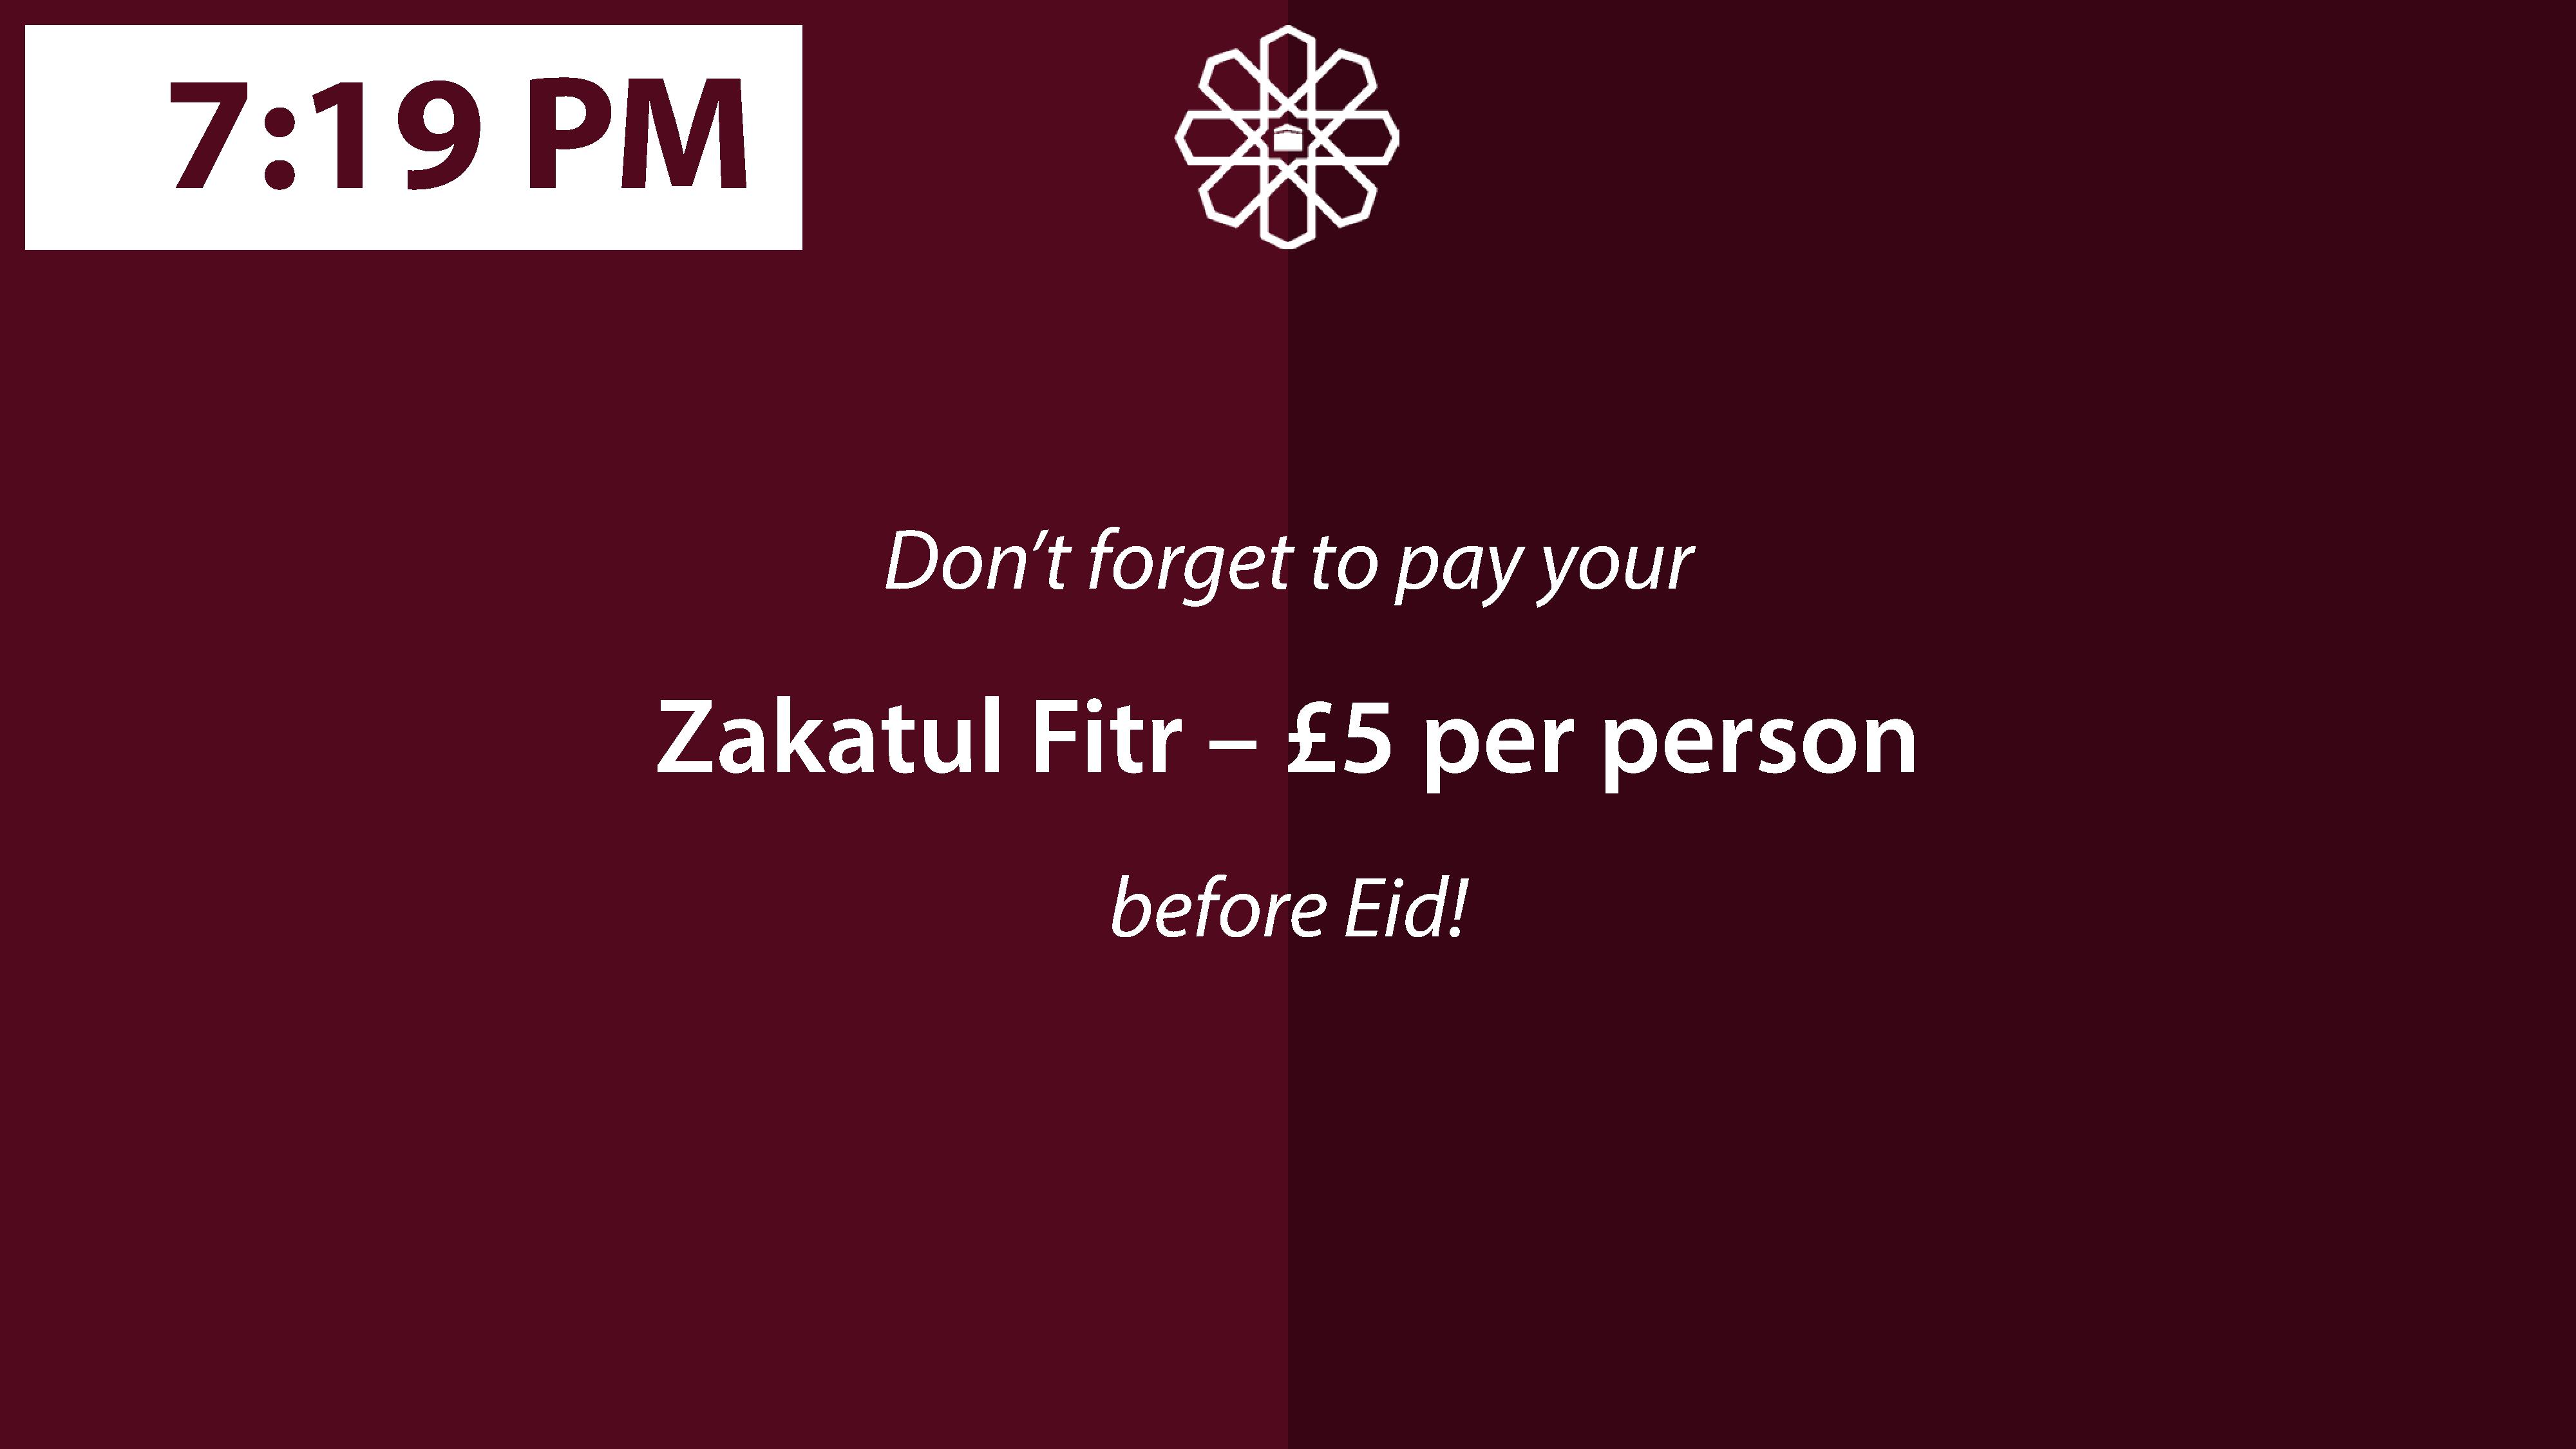 7:19 PM
Don’t forget to pay your
Zakatul Fitr – £5 per person
before Eid!